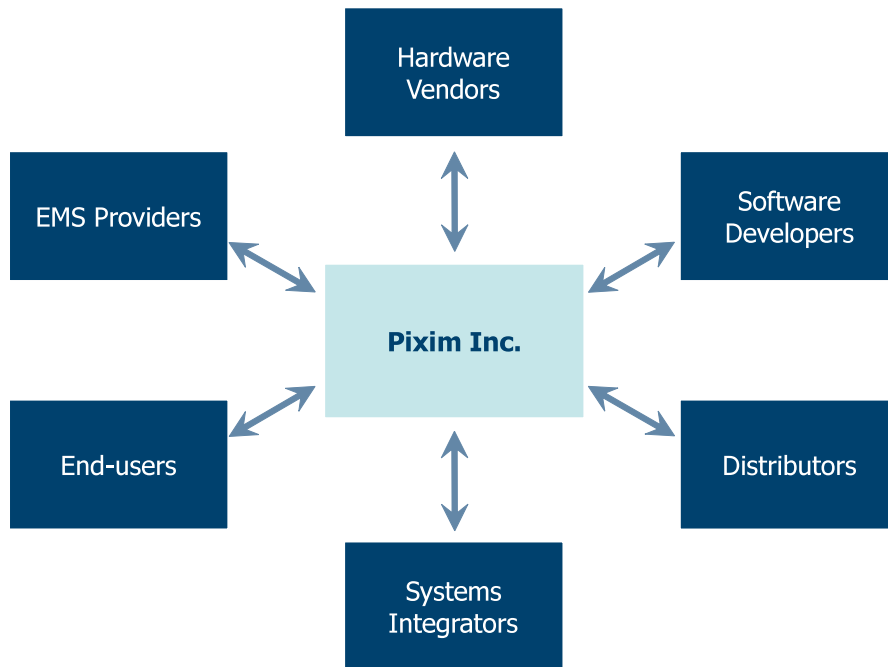 Hardware
Vendors
EMS Providers
Software
Developers
Pixim Inc.
End-users
Distributors
Systems
Integrators